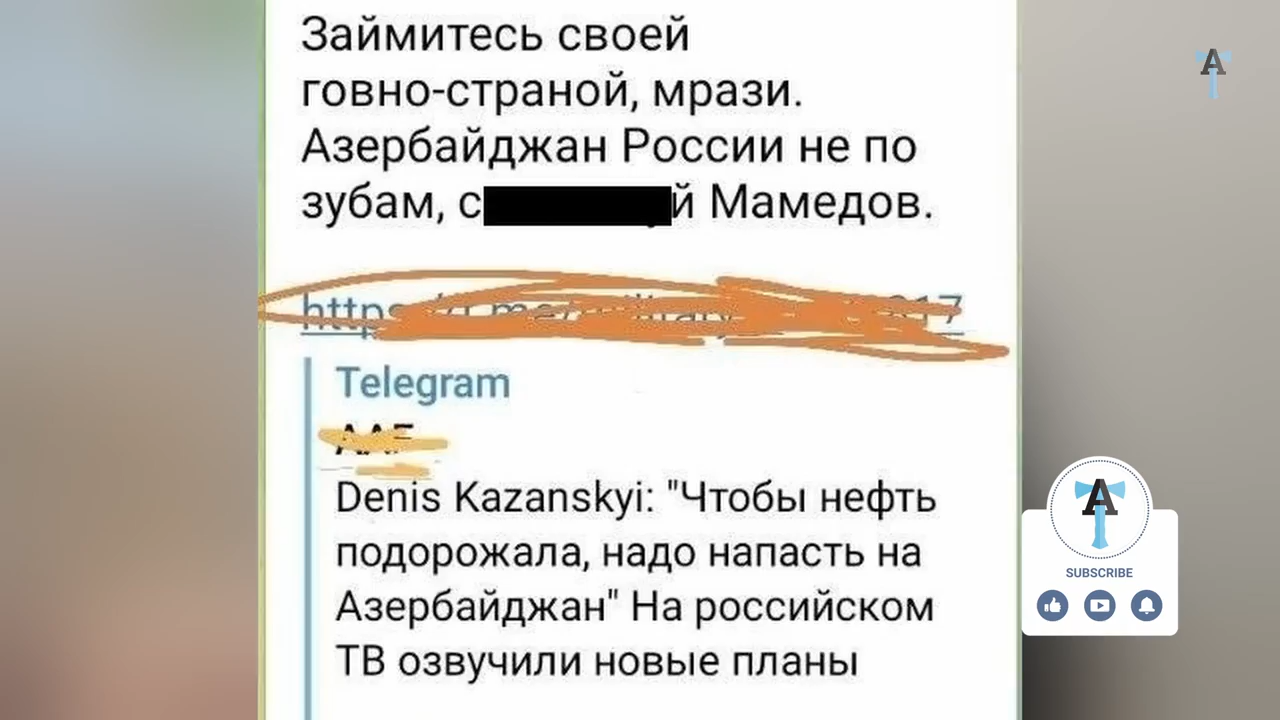 Займитесь своей
говно-страной, мрази.
Азербайджан России не по
зубам, с й Мамедов.
Telegram
Denis Kazanskyi: "Чтобы нефть
подорожала, надо напасть на
Азербайджан" На российском
ТВ озвучили новые планы
A
A
SUBSCRIBE